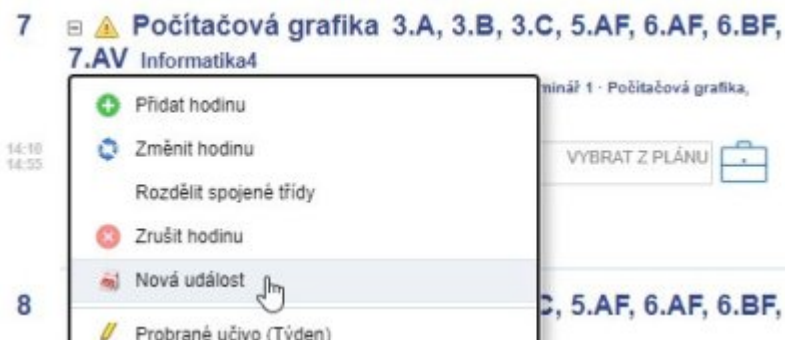 7 Počítačová grafika 3.A, 3.B, 3.C, 5.AF, 6.AF, 6.BF,
7.AV Informatika4
minář 1 · Počítačová grafika,
Přidat hodinu
14:10
14:55
Změnit hodinu
VYBRAT Z PLÁNU
Rozdělit spojené třídy
Zrušit hodinu
Nová událost
8 C, 5.AF, 6.AF, 6.BF,
Probrané učivo (Týden)